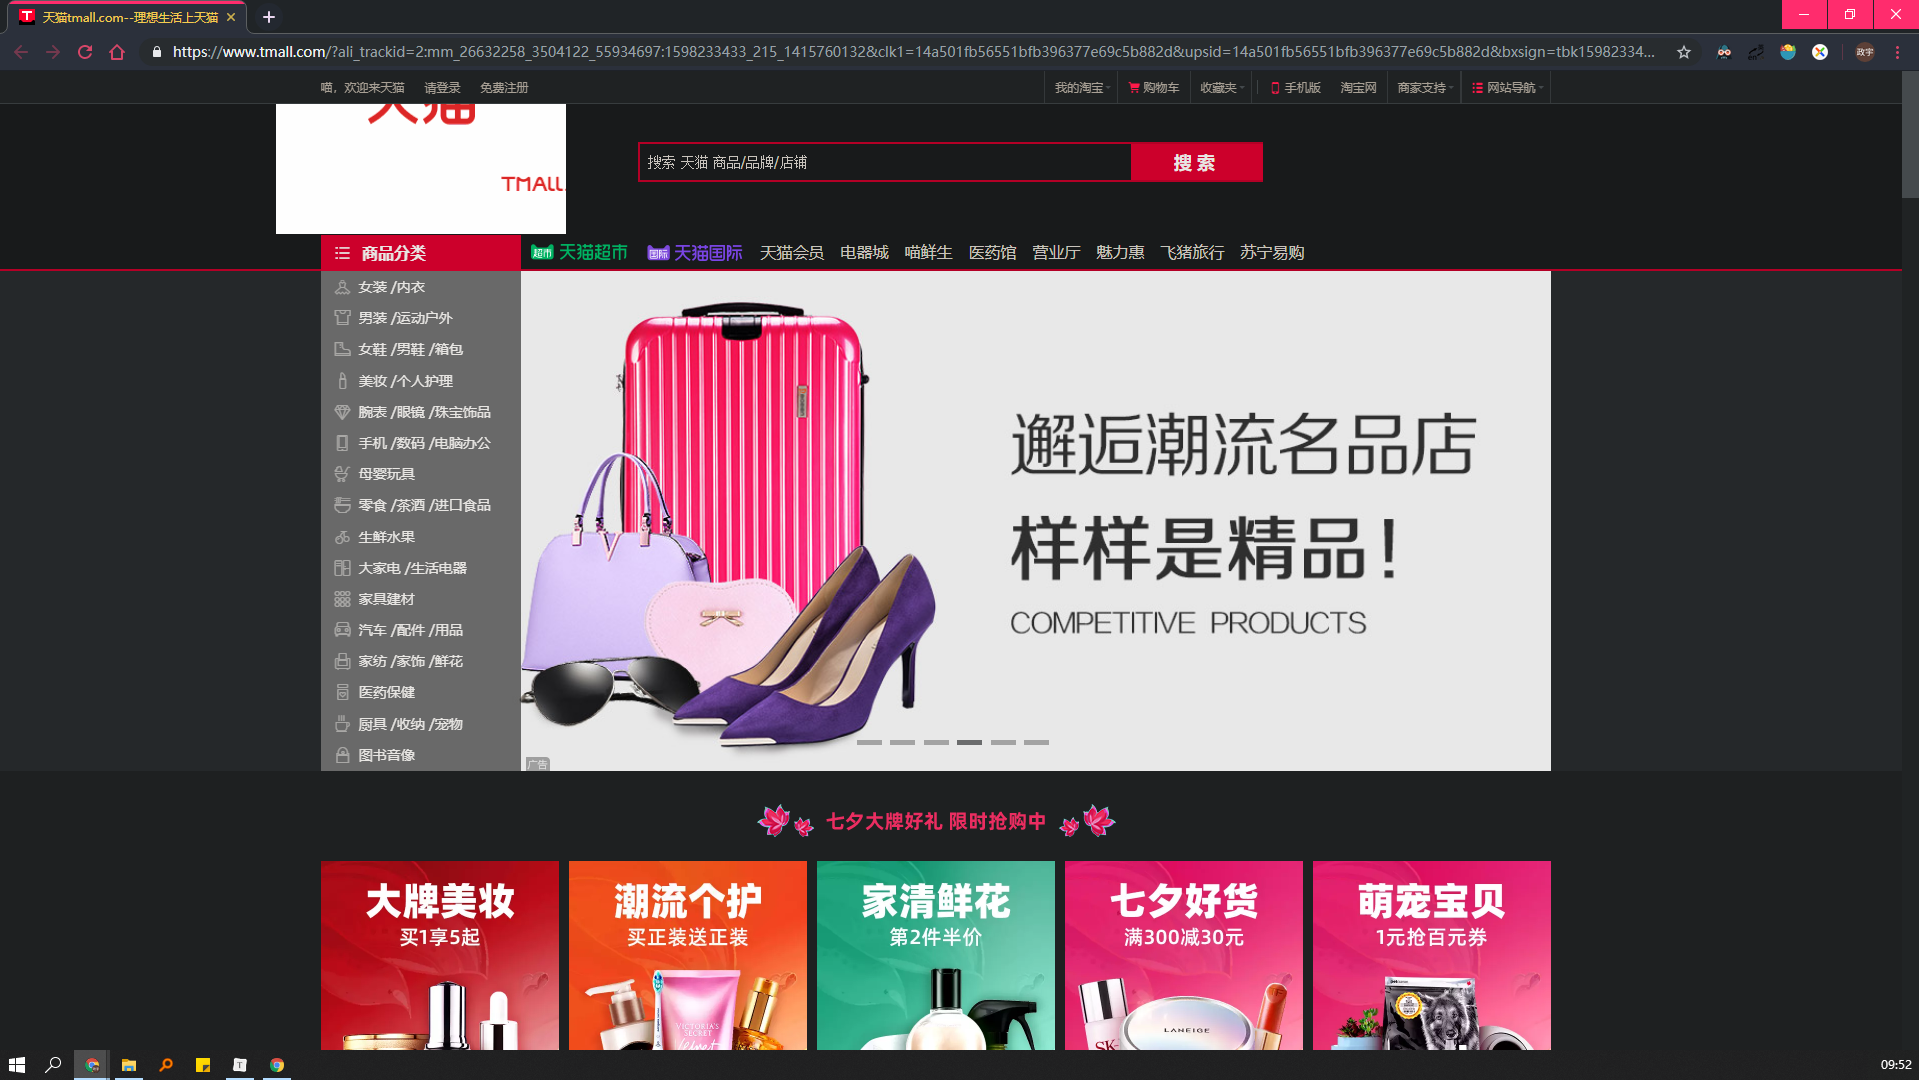 天猫tmall.com--理想生活上天猫
https://www.tmall.com/?ali_trackid=2:mm_26632258_3504122_55934697:1598233433_215_1415760132&clk1=14a501fb56551bfb396377e69c5b882d&upsid=14a501fb56551bfb396377e69c5b882d&bxsign=tbk15982334...
政宇
喵，欢迎来天猫 请登录 免费注册
我的淘宝 购物车 收藏夹 手机版 淘宝网 商家支持 网站导航
天猫
TMALL.
搜索 天猫 商品/品牌/店铺
搜 索
商品分类
超市 天猫超市 国际 天猫国际 天猫会员 电器城 喵鲜生 医药馆 营业厅 魅力惠 飞猪旅行 苏宁易购
女装 /内衣
男装 /运动户外
女鞋 /男鞋 /箱包
美妆 /个人护理
腕表 /眼镜 /珠宝饰品
手机 /数码 /电脑办公
母婴玩具
零食 /茶酒 /进口食品
生鲜水果
大家电 /生活电器
家具建材
汽车 /配件 /用品
家纺 /家饰 /鲜花
医药保健
厨具 /收纳 /宠物
图书音像
邂逅潮流名品店
样样是精品！
COMPETITIVE PRODUCTS
广告
七夕大牌好礼 限时抢购中
大牌美妆
买1享5起
潮流个护
买正装送正装
VICTORIA'S
SECRET
Velvet
家清鲜花
第2件半价
七夕好货
满300减30元
LANEIGE
SK-
萌宠宝贝
1元抢百元券
09:52